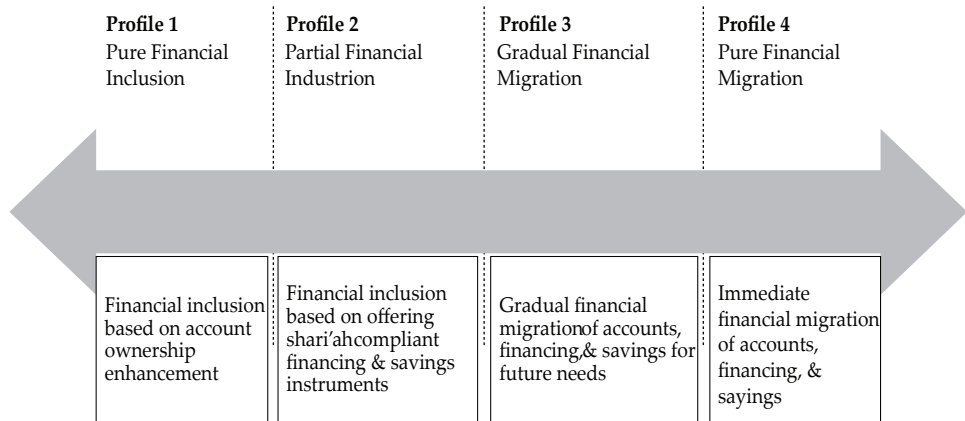 Profile 1
Pure Financial
Inclusion
Profile 2
Partial Financial
Industrion
Profile 3
Gradual Financial
Migration
Profile 4
Pure Financial
Migration
Financial inclusion
based on account
ownership
enhancement
Financial inclusion
based on offering
shari'ahcompliant
financing & savings
instruments
Gradual financial
migrationof accounts,
financing,& savings for
future needs
Immediate
financial migration
of accounts,
financing, &
sayings